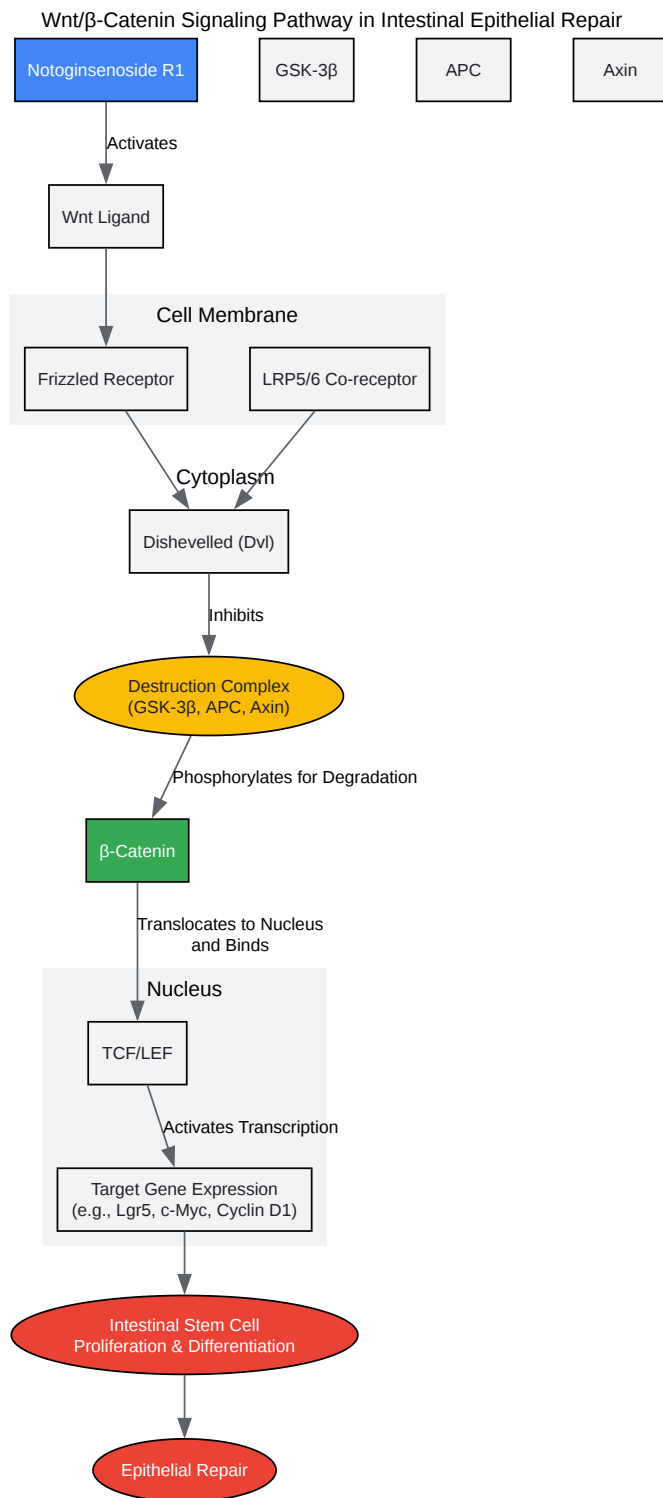 Wnt/β-Catenin Signaling Pathway in Intestinal Epithelial Repair
Notoginsenoside R1
GSK-3β
APC
Axin
Activates
Wnt Ligand
Cell Membrane
Frizzled Receptor
LRP5/6 Co-receptor
Cytoplasm
Dishevelled (Dvl)
Inhibits
Destruction Complex
(GSK-3β, APC, Axin)
Phosphorylates for Degradation
β-Catenin
Translocates to Nucleus
and Binds
Nucleus
TCF/LEF
Activates Transcription
Target Gene Expression
(e.g., Lgr5, c-Myc, Cyclin D1)
Intestinal Stem Cell
Proliferation & Differentiation
Epithelial Repair